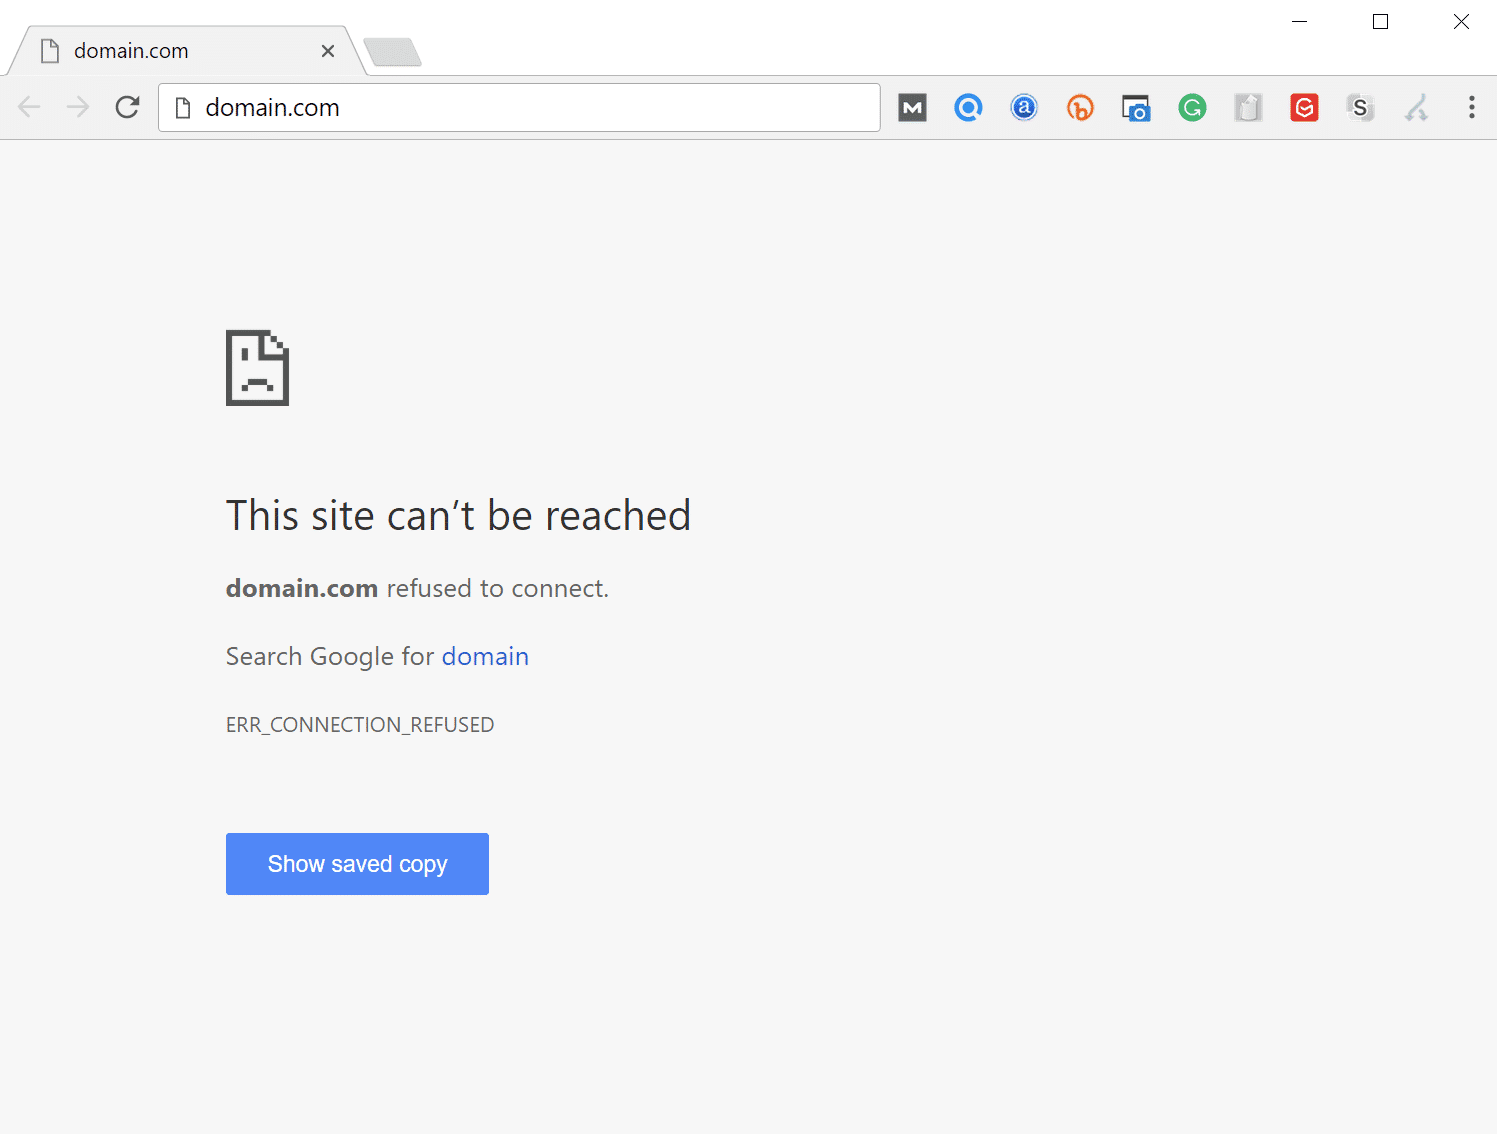 domain.com
domain.com
This site can’t be reached
domain.com refused to connect.
Search Google for domain
ERR_CONNECTION_REFUSED
Show saved copy